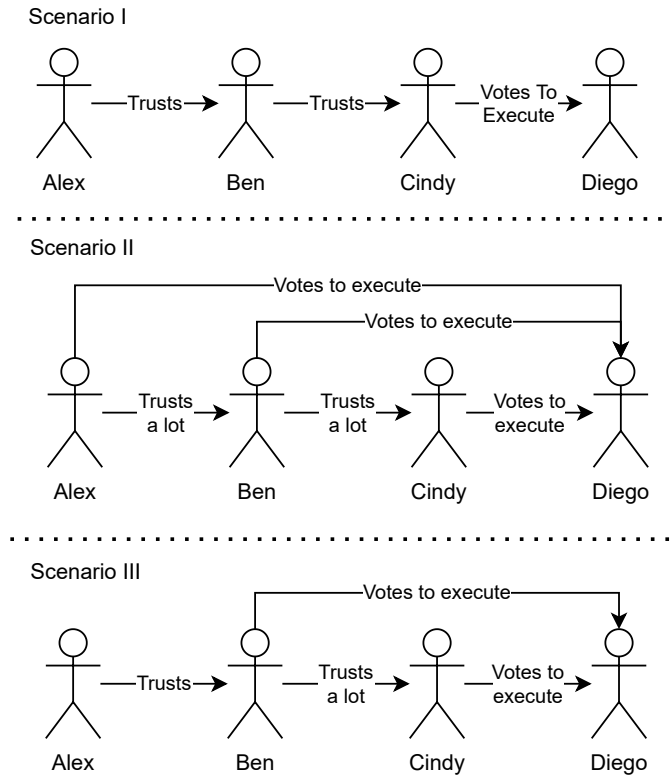 Scenario I
Trusts
Trusts
Votes To
Execute
Alex
Ben
Cindy
Diego
Scenario II
Votes to execute
Votes to execute
Trusts
a lot
Trusts
a lot
Votes to
execute
Alex
Ben
Cindy
Diego
Scenario III
Votes to execute
Trusts
Trusts
a lot
Votes to
execute
Alex
Ben
Cindy
Diego